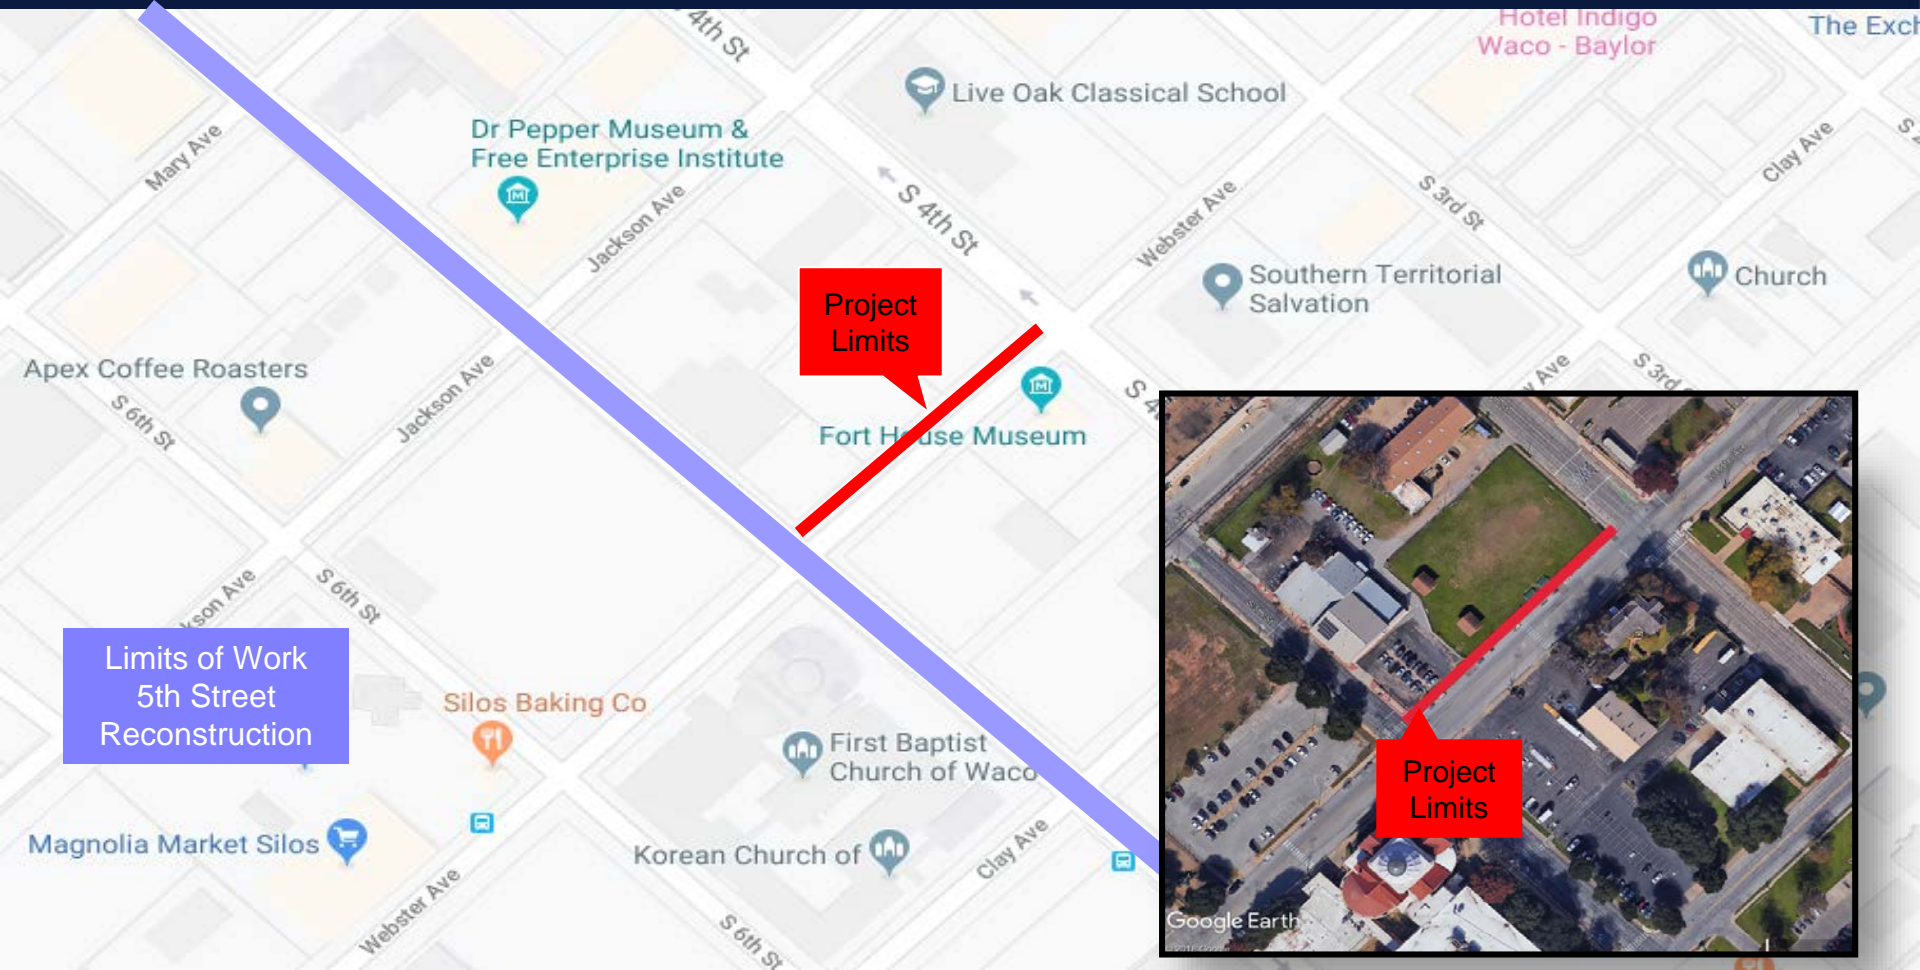 4th St
Hotel Indigo
Waco - Baylor
The Exch
Live Oak Classical School
Dr Pepper Museum &
Free Enterprise Institute
Mary Ave
Jackson Ave
S 4th St
Webster Ave
S 3rd St
Clay Ave
S 2
Southern Territorial
Salvation
Church
Project
Limits
Apex Coffee Roasters
S 6th St
Jackson Ave
Fort House Museum
S 4
Ave
S 3rd
kson Ave
S 6th St
Limits of Work
5th Street
Reconstruction
Silos Baking Co
First Baptist
Church of Waco
Magnolia Market Silos
Korean Church of
Clay Ave
Webster Ave
S 6th St
Project
Limits
Google Earth